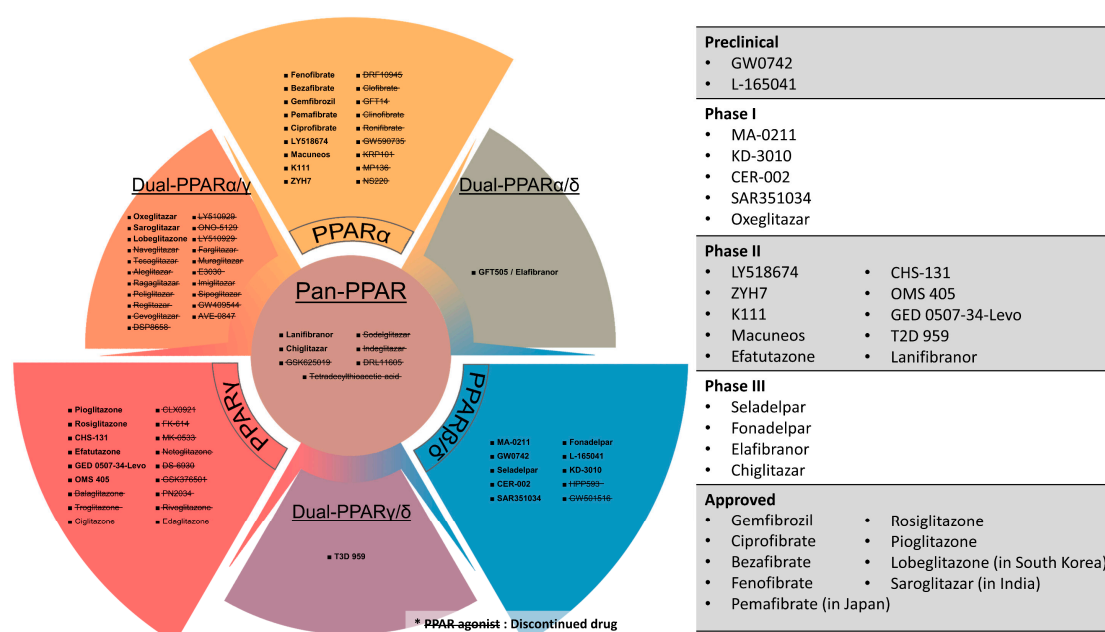 ■ Fenofibrate ■ DRF10945
■ Bezafibrate ■ Clofibrate
■ Gemfibrozil ■ GFT14
■ Pemafibrate ■ Clinofibrate
■ Ciprofibrate ■ Ronifibrate
■ LY518674 ■ GW590735
■ Macuneos ■ KRP101
■ K111 ■ MP136
■ ZYH7 ■ NS220
PPARα
Dual-PPARα/γ
■ Oxeglitazar ■ LY510929
■ Saroglitazar ■ ONO-5129
■ Lobeglitazone ■ LY510929
■ Naveglitazar ■ Farglitazar
■ Tesaglitazar ■ Muraglitazar
■ Aleglitazar ■ E3030
■ Ragaglitazar ■ Imiglitazar
■ Peliglitazar ■ Sipoglitazar
■ Reglitazar ■ GW409544
■ Cevoglitazar ■ AVE-0847
■ DSP8658
Dual-PPARα/δ
■ GFT505 / Elafibranor
Pan-PPAR
■ Lanifibranor ■ Sodelglitazar
■ Chiglitazar ■ Indeglitazar
■ GSK625019 ■ DRL11605
■ Tetradecylthioacetic acid
PPARγ
■ Pioglitazone ■ CLX0921
■ Rosiglitazone ■ FK-614
■ CHS-131 ■ MK-0533
■ Efatutazone ■ Netoglitazone
■ GED 0507-34-Levo ■ DS-6930
■ OMS 405 ■ GSK376501
■ Balaglitazone ■ PN2034
■ Troglitazone ■ Rivoglitazone
■ Ciglitazone ■ Edaglitazone
PPARβ/δ
■ MA-0211 ■ Fonadelpar
■ GW0742 ■ L-165041
■ Seladelpar ■ KD-3010
■ CER-002 ■ HPP593
■ SAR351034 ■ GW501516
Dual-PPARγ/δ
■ T3D 959
* PPAR agonist : Discontinued drug
Preclinical
• GW0742
• L-165041
Phase I
• MA-0211
• KD-3010
• CER-002
• SAR351034
• Oxeglitazar
Phase II
• LY518674 • CHS-131
• ZYH7 • OMS 405
• K111 • GED 0507-34-Levo
• Macuneos • T2D 959
• Efatutazone • Lanifibranor
Phase III
• Seladelpar
• Fonadelpar
• Elafibranor
• Chiglitazar
Approved
• Gemfibrozil • Rosiglitazone
• Ciprofibrate • Pioglitazone
• Bezafibrate • Lobeglitazone (in South Korea)
• Fenofibrate • Saroglitazar (in India)
• Pemafibrate (in Japan)